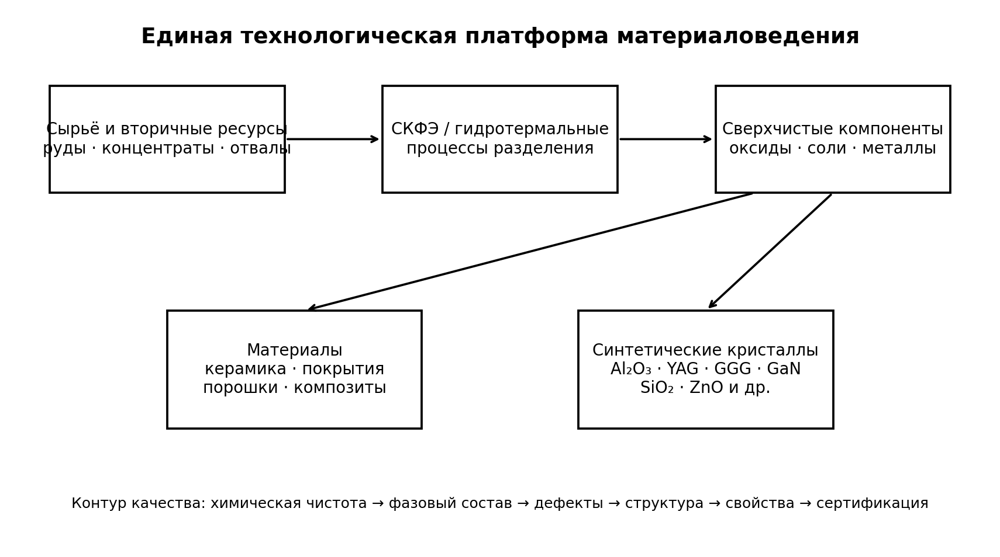 Единая технологическая платформа материаловедения
Сырьё и вторичные ресурсы
руды · концентраты · отвалы
СКФЭ / гидротермальные
процессы разделения
Сверхчистые компоненты
оксиды · соли · металлы
Материалы
керамика · покрытия
порошки · композиты
Синтетические кристаллы
Al₂O₃ · YAG · GGG · GaN
SiO₂ · ZnO и др.
Контур качества: химическая чистота → фазовый состав → дефекты → структура → свойства → сертификация